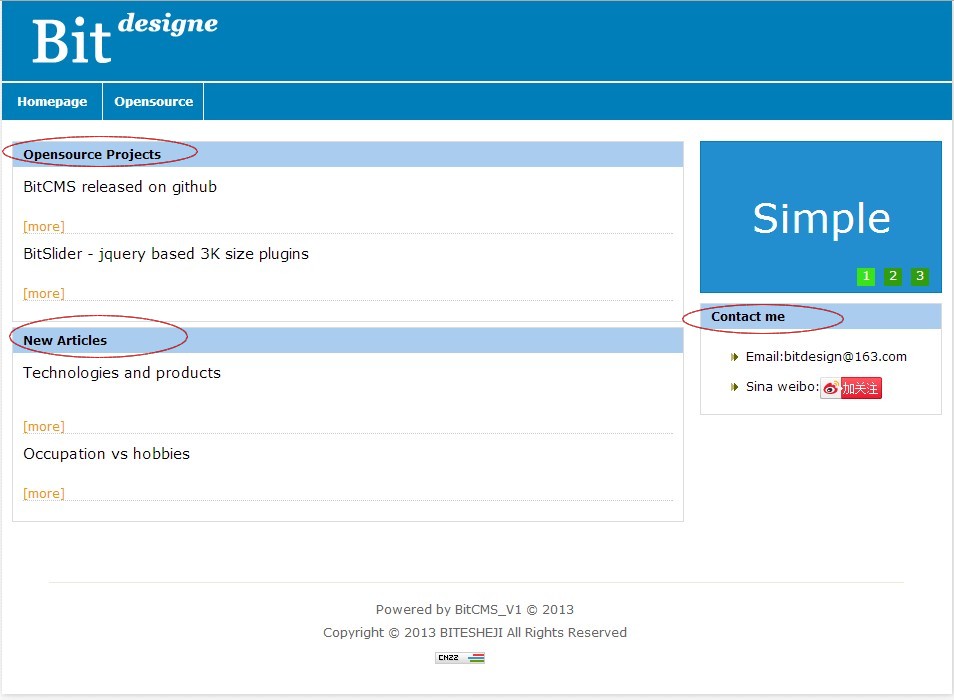 Bit designe
Homepage Opensource
Opensource Projects
BitCMS released on github
[more]
BitSlider - jquery based 3K size plugins
[more]
New Articles
Technologies and products
[more]
Occupation vs hobbies
[more]
Simple
1 2 3
Contact me
Email:bitdesign@163.com
Sina weibo: 加关注
Powered by BitCMS_V1 © 2013
Copyright © 2013 BITESHEJI All Rights Reserved
CNZZ